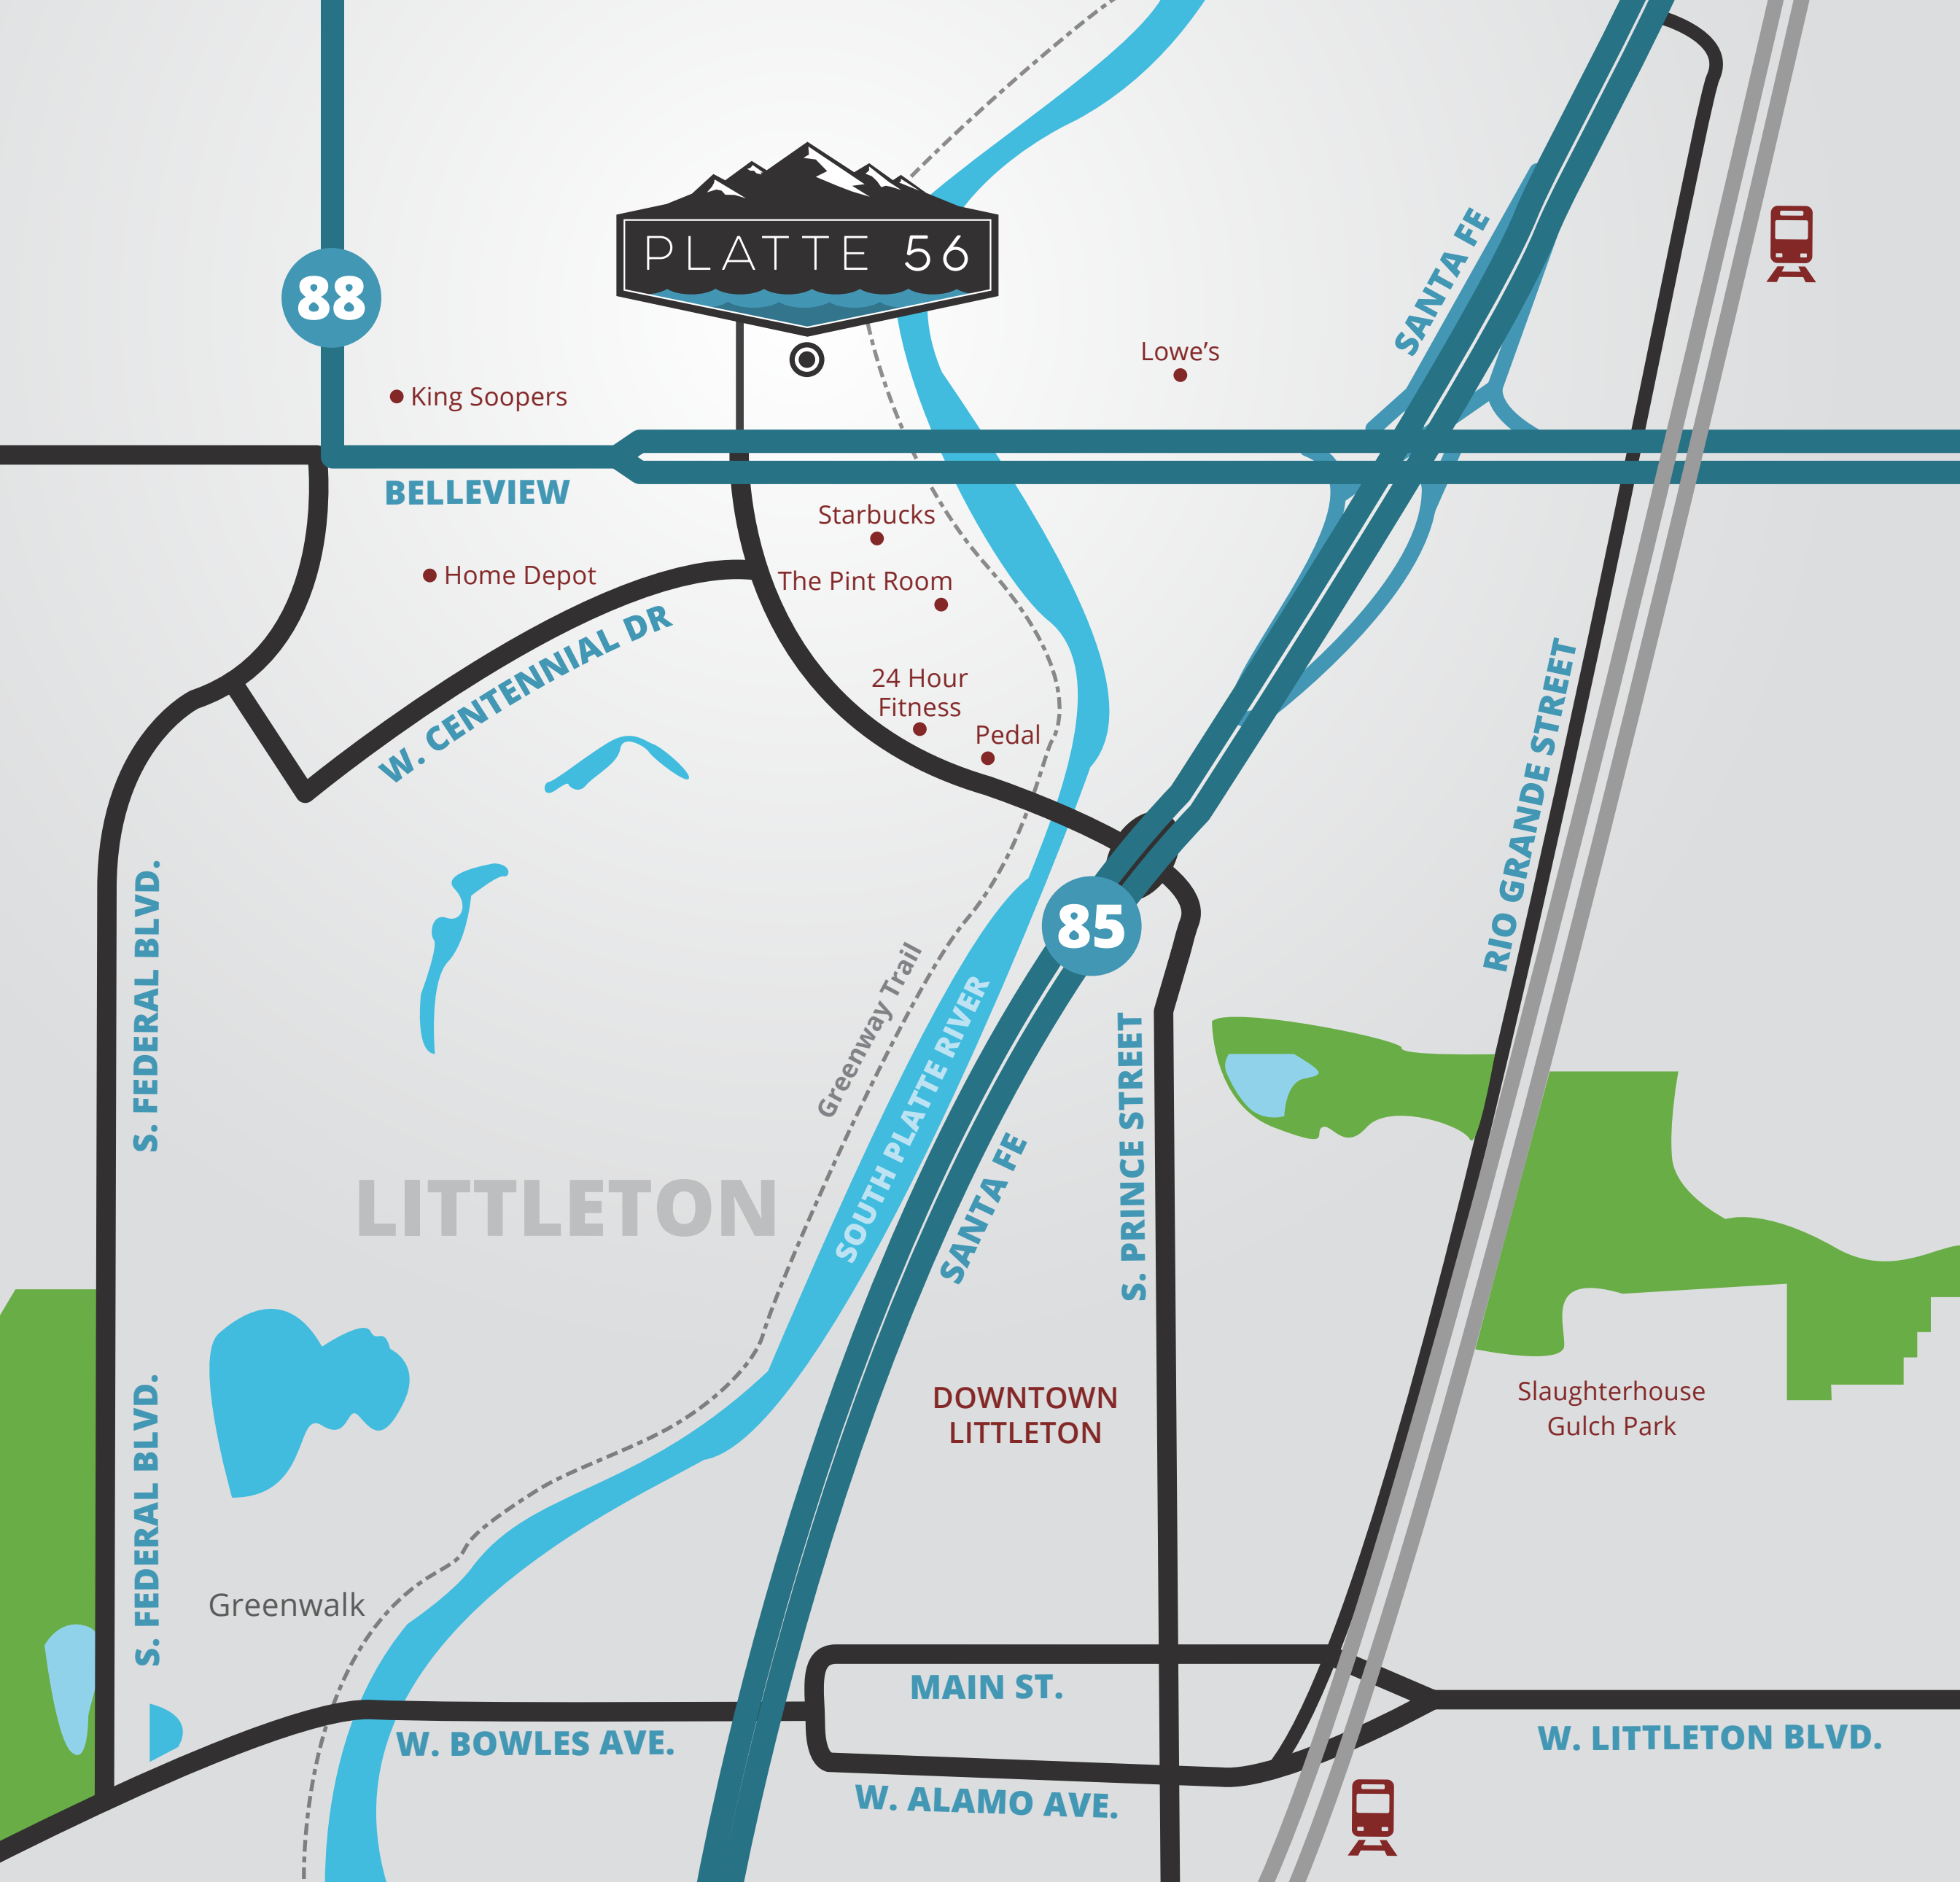 PLATTE 56
SANTA FE
88
Lowe’s
King Soopers
BELLEVIEW
Starbucks
Home Depot
The Pint Room
W. CENTENNIAL DR
24 Hour
Fitness
Pedal
RIO GRANDE STREET
S. FEDERAL BLVD.
85
Greenway Trail
SOUTH PLATTE RIVER
S. PRINCE STREET
SANTA FE
LITTLETON
DOWNTOWN
LITTLETON
Slaughterhouse
Gulch Park
S. FEDERAL BLVD.
Greenwalk
MAIN ST.
W. BOWLES AVE.
W. LITTLETON BLVD.
W. ALAMO AVE.